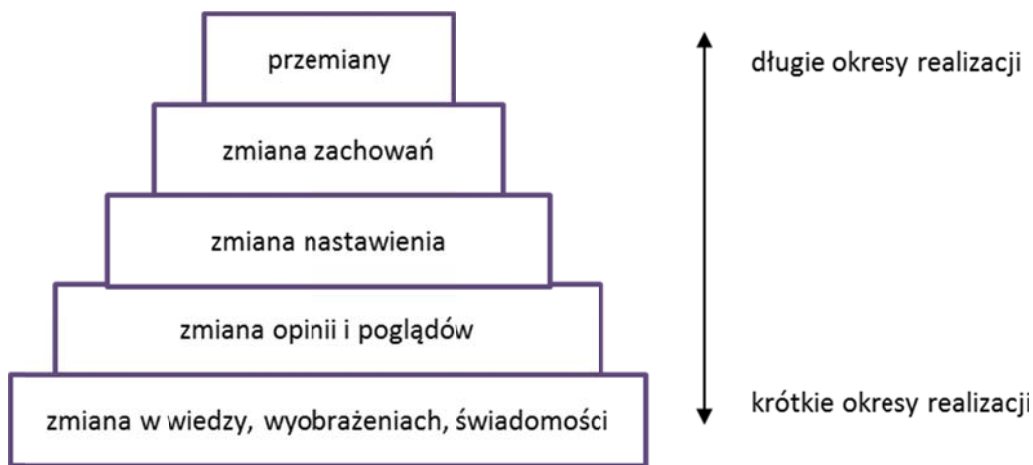 przemiany
długie okresy realizacji
zmiana zachowań
zmiana nastawienia
zmiana opinii i poglądów
zmiana w wiedzy, wyobrażeniach, świadomości
krótkie okresy realizacji